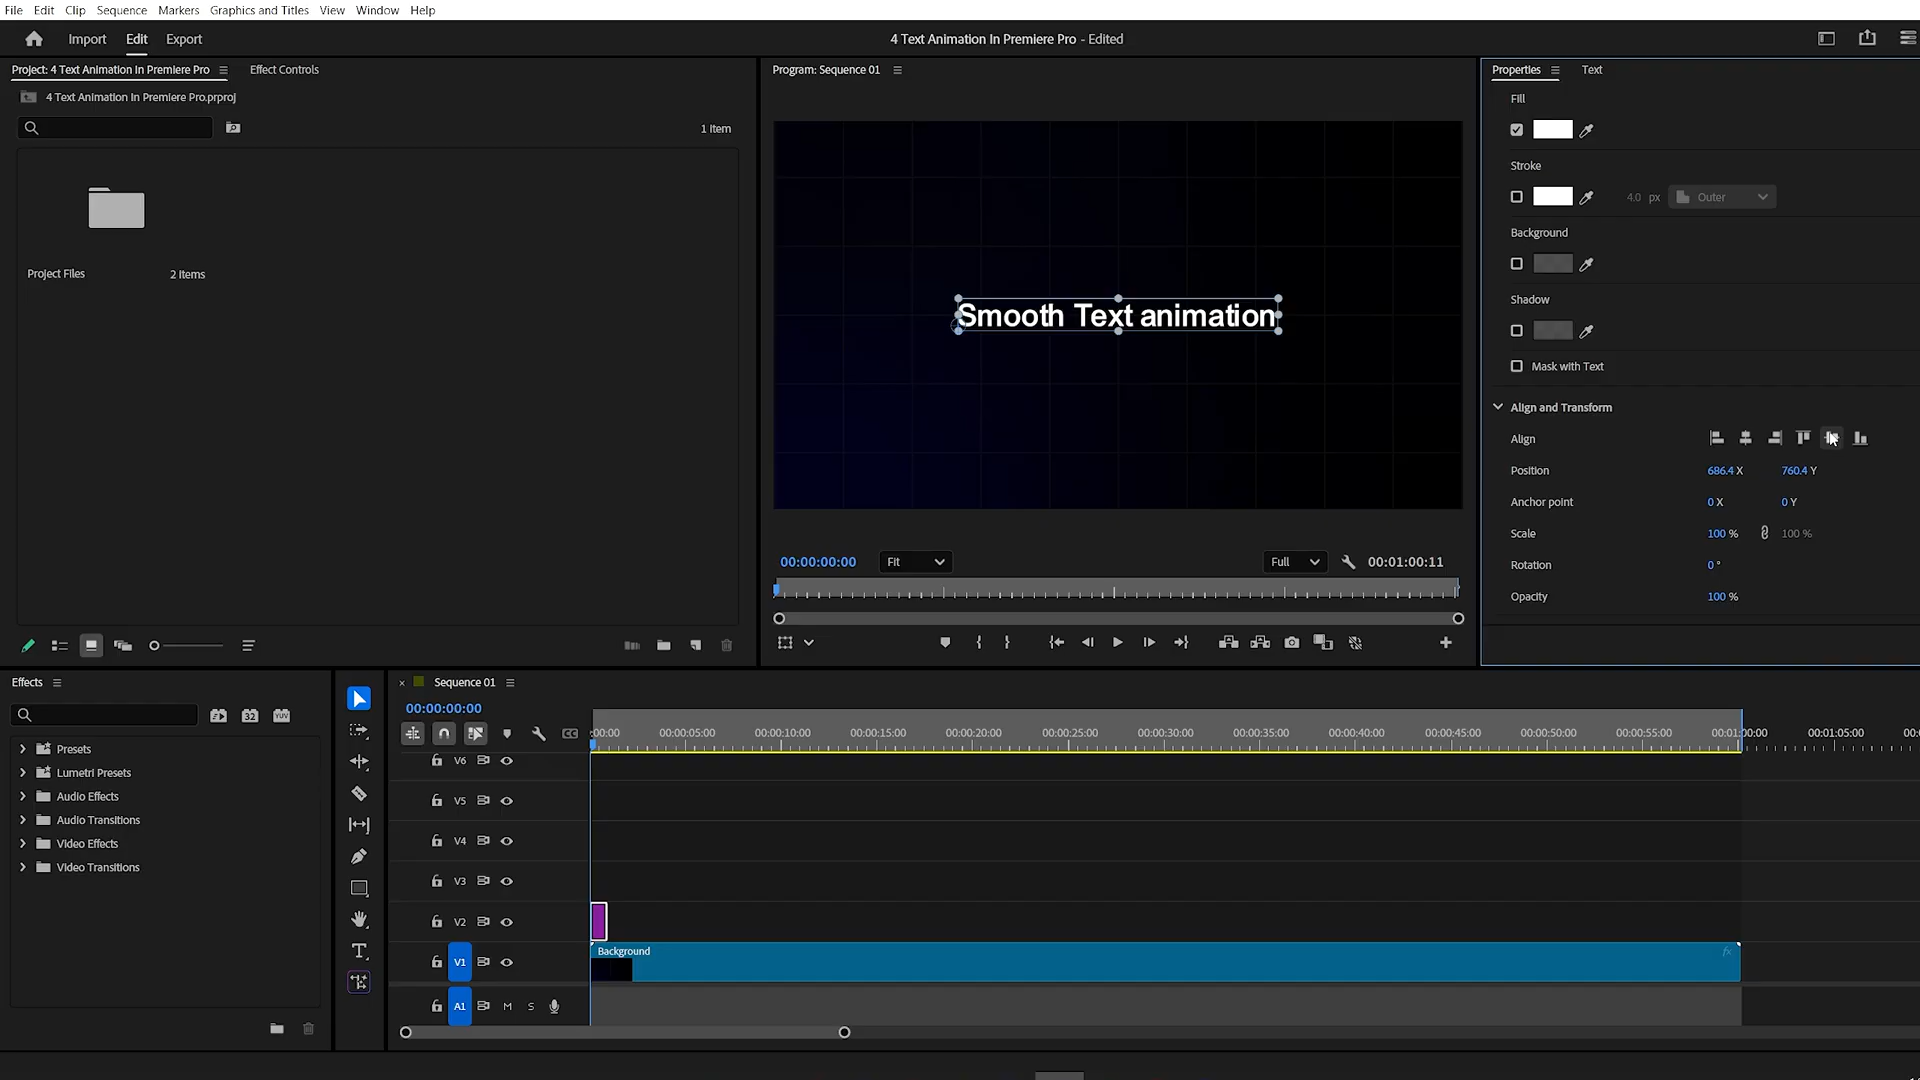 File Edit Clip Sequence Markers Graphics and Titles View Window Help
Import Edit Export
4 Text Animation In Premiere Pro - Edited
Project: 4 Text Animation In Premiere Pro
Effect Controls
4 Text Animation In Premiere Pro.prproj
1 Item
Project Files
2 Items
Program: Sequence 01
Smooth Text animation
00:00:00:00
Fit
Full
00:01:00:11
Properties
Text
Fill
Stroke
4.0 px
Outer
Background
Shadow
Mask with Text
Align and Transform
Align
Position 686.4 X 760.4 Y
Anchor point 0 X 0 Y
Scale 100 % 100 %
Rotation 0 °
Opacity 100 %
Effects
32
YUV
Presets
Lumetri Presets
Audio Effects
Audio Transitions
Video Effects
Video Transitions
× Sequence 01
00:00:00:00
CC
:00:00 00:00:05:00 00:00:10:00 00:00:15:00 00:00:20:00 00:00:25:00 00:00:30:00 00:00:35:00 00:00:40:00 00:00:45:00 00:00:50:00 00:00:55:00 00:01:00:00 00:01:05:00 00:0
V6
V5
V4
V3
V2
V1
Background
fx
A1 M S